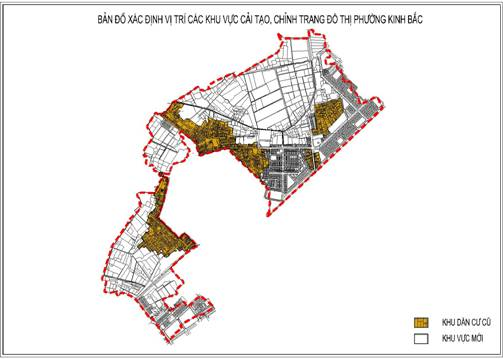 BẢN ĐỒ XÁC ĐỊNH VỊ TRÍ CÁC KHU VỰC CẢI TẠO, CHỈNH TRANG ĐÔ THỊ PHƯỜNG KINH BẮC
KHU DÂN CƯ CŨ
KHU VỰC MỚI